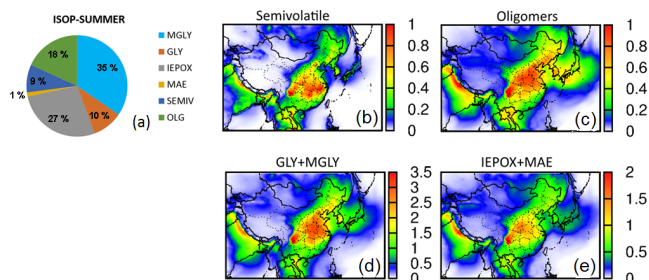 ISOP-SUMMER
35 %
10 %
27 %
1 %
9 %
18 %
MGLY
GLY
IEPOX
MAE
SEMIV
OLG
(a)
Semivolatile
1
0.8
0.6
0.4
0.2
0
(b)
Oligomers
1
0.8
0.6
0.4
0.2
0
(c)
GLY+MGLY
3.5
3
2.5
2
1.5
1
0.5
0
(d)
IEPOX+MAE
2
1.5
1
0.5
0
(e)